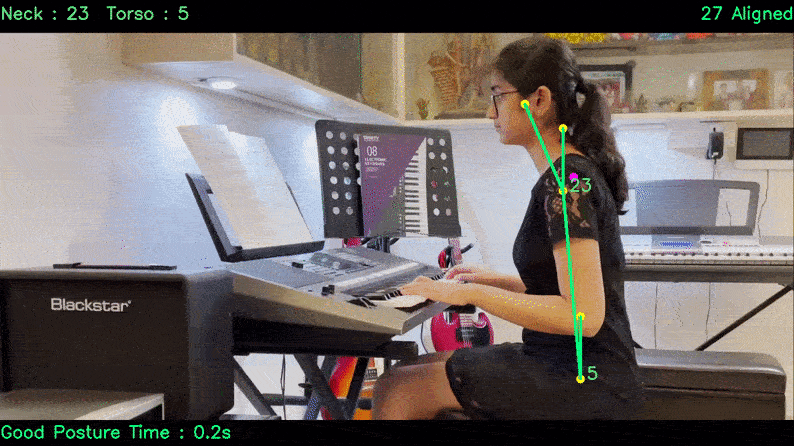 Neck : 23  Torso : 5
27 Aligned
08
23
Blackstar
5
Good Posture Time : 0.2s